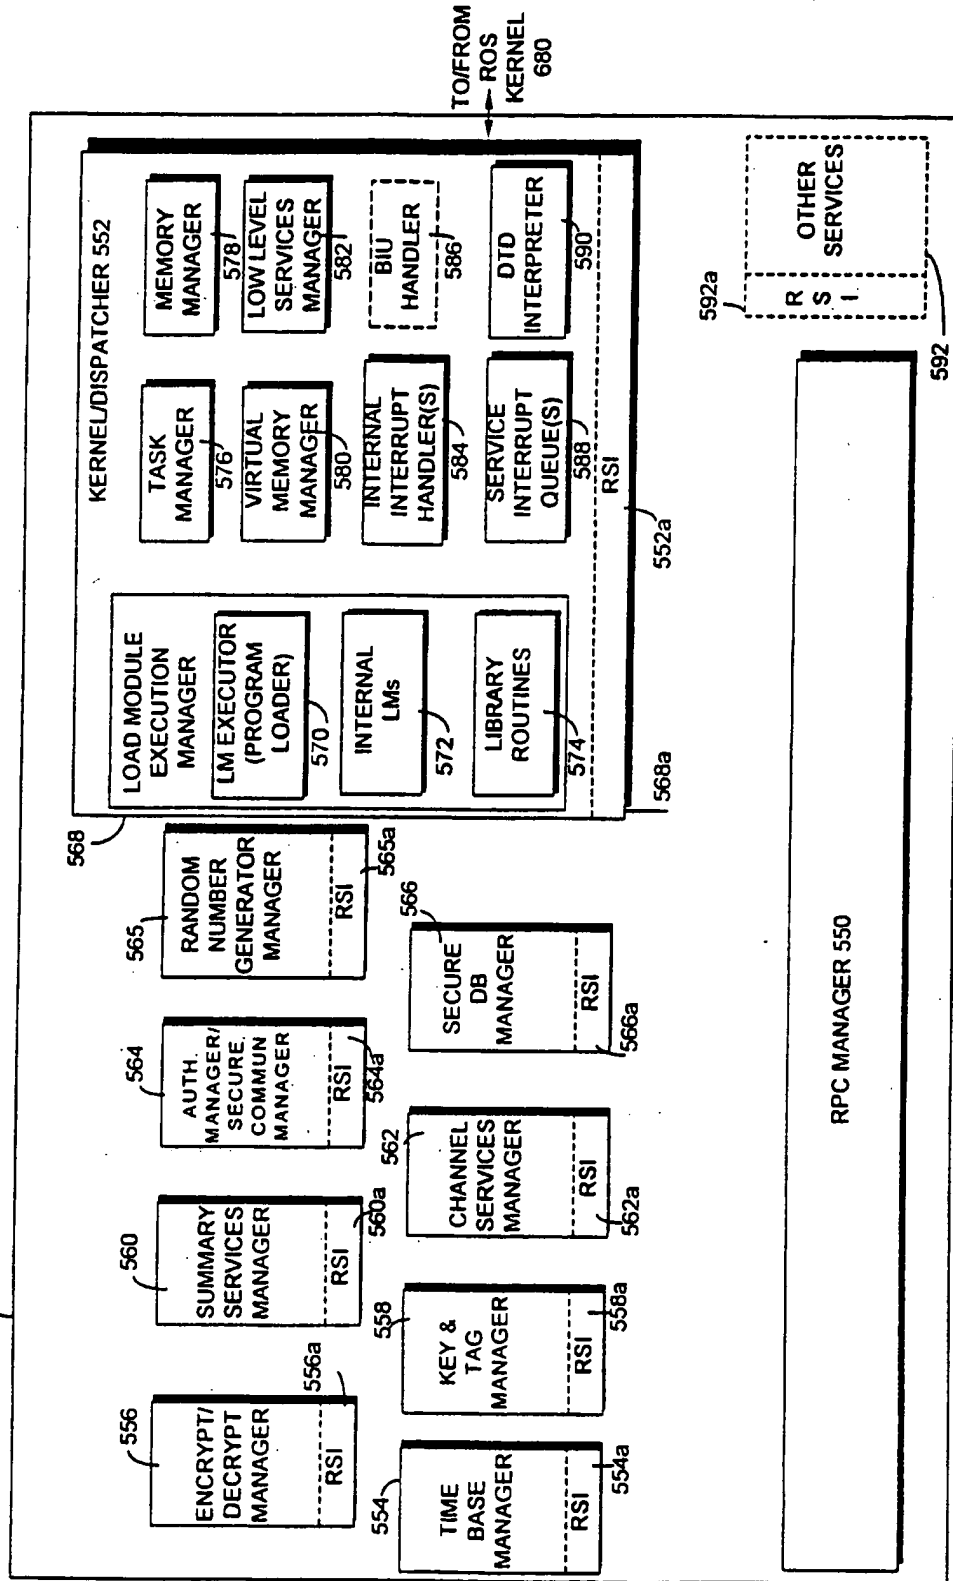 KERNEL/DISPATCHER 552
LOAD MODULE
EXECUTION
MANAGER
LM EXECUTOR
(PROGRAM
LOADER)
570
INTERNAL
LMs
572
LIBRARY
ROUTINES
574
TASK
MANAGER
576
MEMORY
MANAGER
578
VIRTUAL
MEMORY
MANAGER
580
LOW LEVEL
SERVICES
MANAGER
582
INTERNAL
INTERRUPT
HANDLER(S)
584
BIU
HANDLER
586
SERVICE
INTERRUPT
QUEUE(S)
588
DTD
INTERPRETER
590
RSI
552a
568
568a
TO/FROM
ROS
KERNEL
680
556
ENCRYPT/
DECRYPT
MANAGER
RSI
556a
560
SUMMARY
SERVICES
MANAGER
RSI
560a
564
AUTH.
MANAGER/
SECURE
COMMUN
MANAGER
RSI
564a
565
RANDOM
NUMBER
GENERATOR
MANAGER
RSI
565a
554
TIME
BASE
MANAGER
RSI
554a
558
KEY &
TAG
MANAGER
RSI
558a
562
CHANNEL
SERVICES
MANAGER
RSI
562a
566
SECURE
DB
MANAGER
RSI
566a
RPC MANAGER 550
592a
R
S
I
OTHER
SERVICES
592